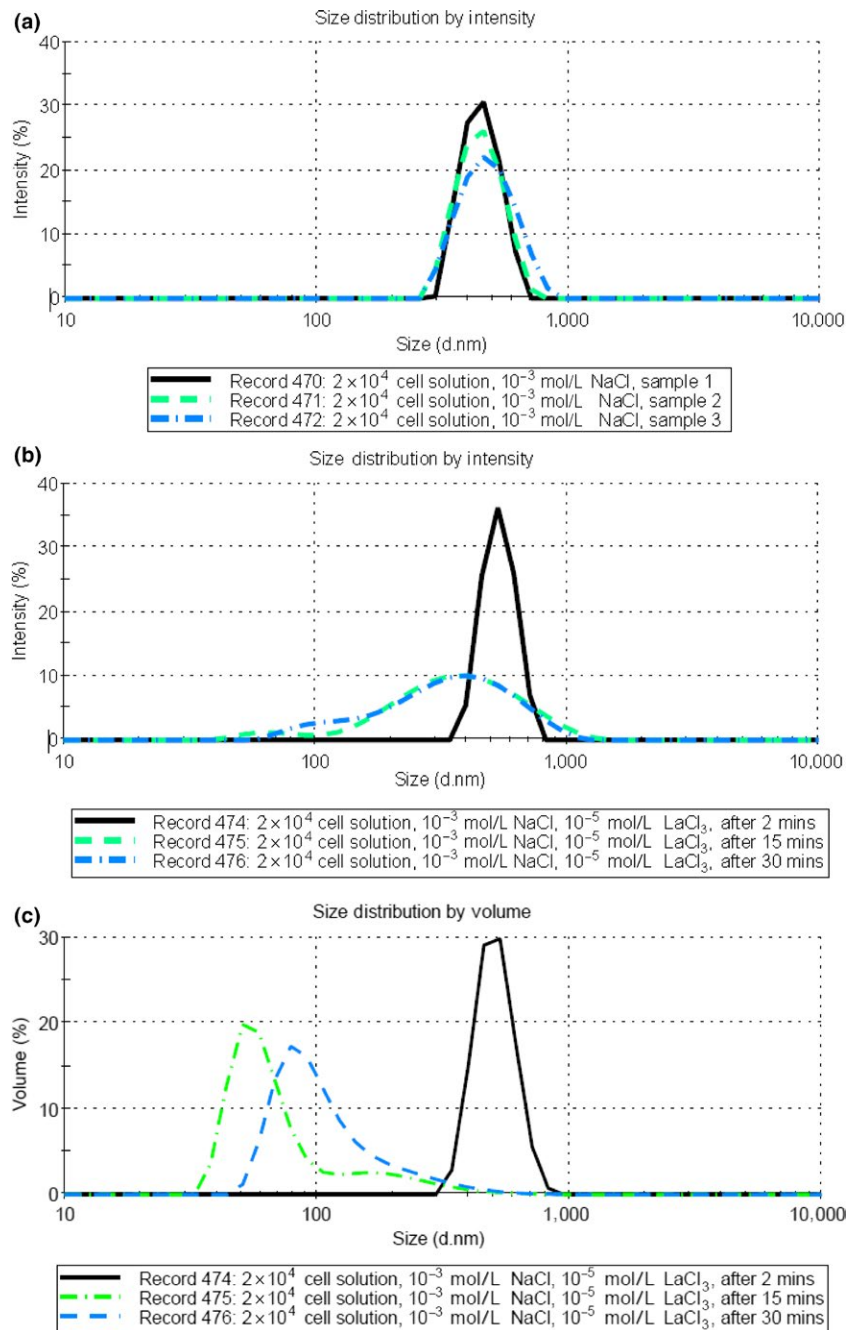 (a)
Size distribution by intensity
40
30
20
10
0
Intensity (%)
10 100 1,000 10,000
Size (d.nm)
Record 470: 2×10⁴ cell solution, 10⁻³ mol/L NaCl, sample 1
Record 471: 2×10⁴ cell solution, 10⁻³ mol/L NaCl, sample 2
Record 472: 2×10⁴ cell solution, 10⁻³ mol/L NaCl, sample 3
(b)
Size distribution by intensity
40
30
20
10
0
Intensity (%)
10 100 1,000 10,000
Size (d.nm)
Record 474: 2×10⁴ cell solution, 10⁻³ mol/L NaCl, 10⁻⁵ mol/L LaCl₃, after 2 mins
Record 475: 2×10⁴ cell solution, 10⁻³ mol/L NaCl, 10⁻⁵ mol/L LaCl₃, after 15 mins
Record 476: 2×10⁴ cell solution, 10⁻³ mol/L NaCl, 10⁻⁵ mol/L LaCl₃, after 30 mins
(c)
Size distribution by volume
30
20
10
0
Volume (%)
10 100 1,000 10,000
Size (d.nm)
Record 474: 2×10⁴ cell solution, 10⁻³ mol/L NaCl, 10⁻⁵ mol/L LaCl₃, after 2 mins
Record 475: 2×10⁴ cell solution, 10⁻³ mol/L NaCl, 10⁻⁵ mol/L LaCl₃, after 15 mins
Record 476: 2×10⁴ cell solution, 10⁻³ mol/L NaCl, 10⁻⁵ mol/L LaCl₃, after 30 mins